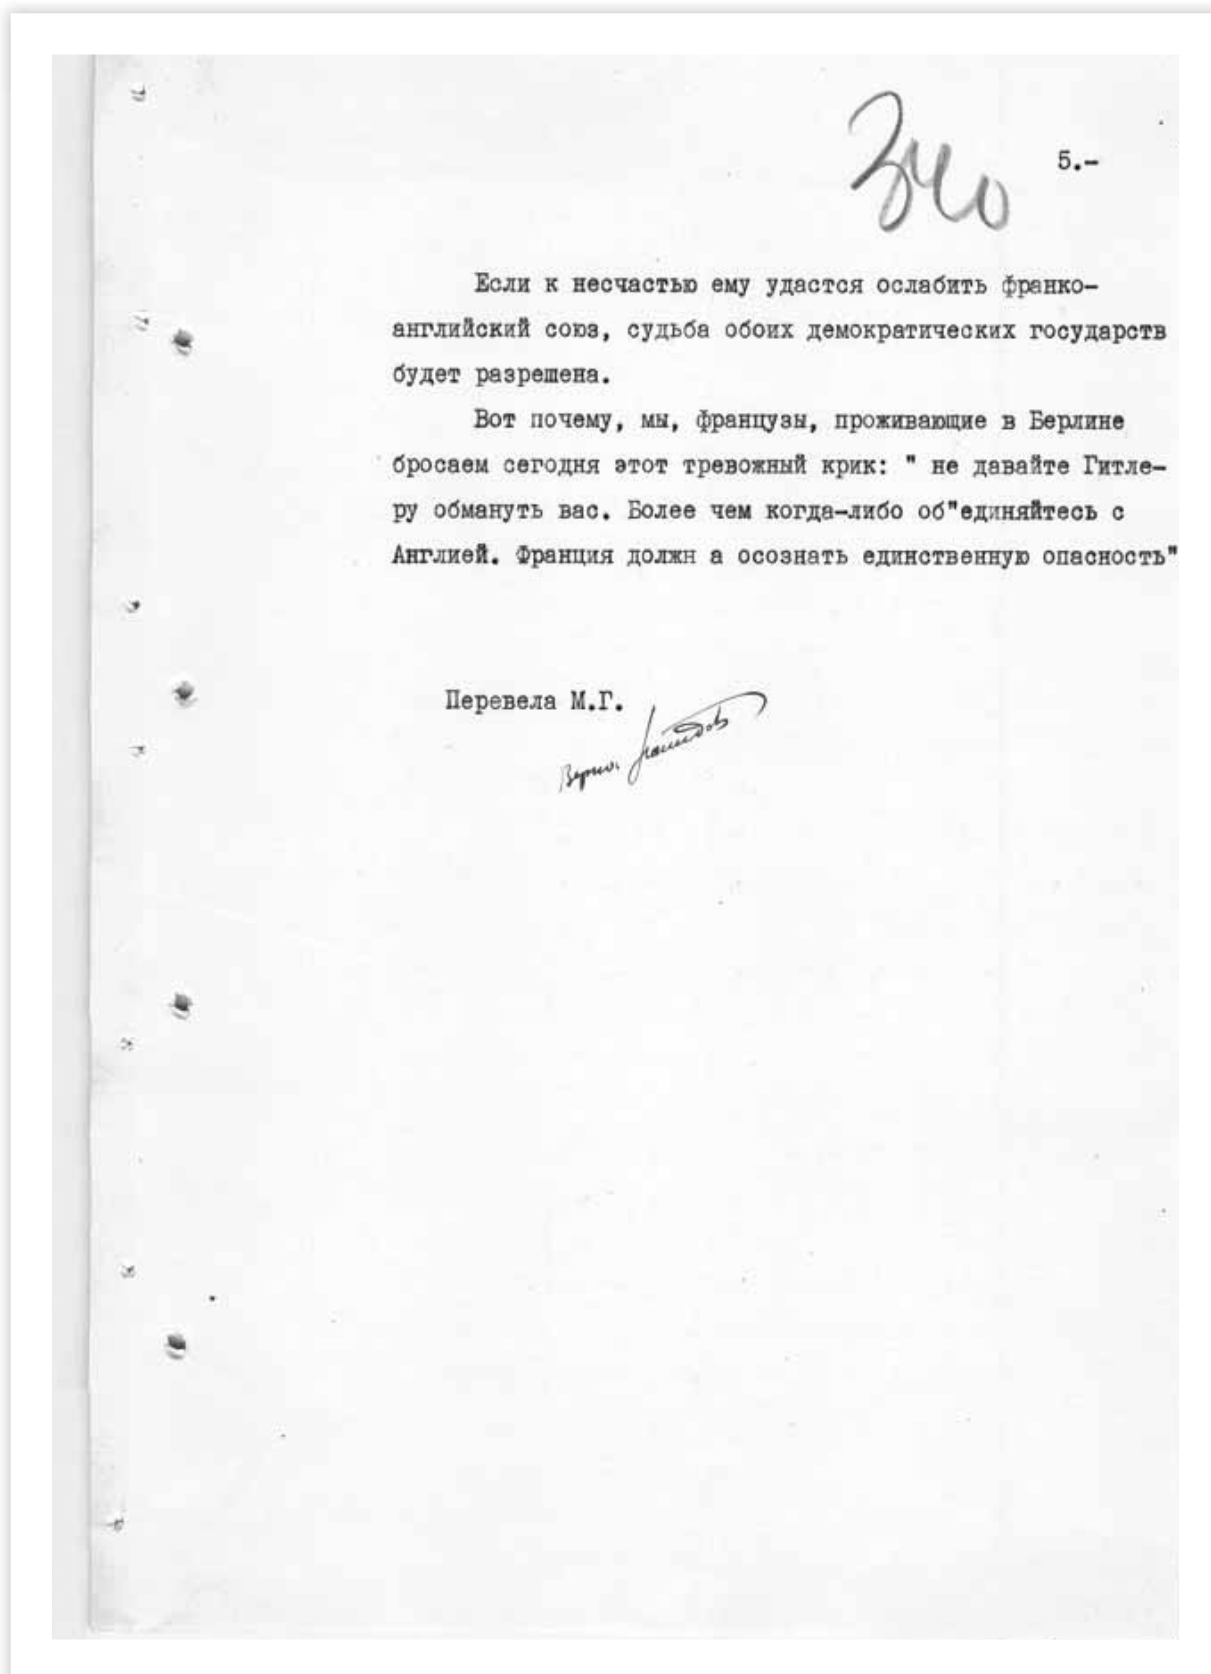 340
5.-
Если к несчастью ему удастся ослабить франко-
английский союз, судьба обоих демократических государств
будет разрешена.
Вот почему, мы, французы, проживающие в Берлине
бросаем сегодня этот тревожный крик: " не давайте Гитле-
ру обмануть вас. Более чем когда-либо об"единяйтесь с
Англией. Франция должн а осознать единственную опасность"
Перевела М.Г.
Верно.